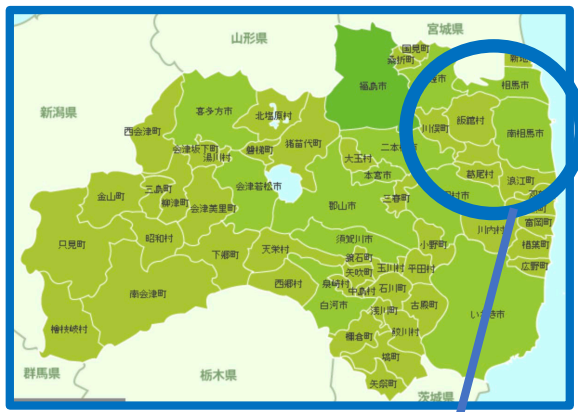 山形県
宮城県
新潟県
国見町
桑折町
福島市
相馬市
喜多方市
北塩原村
飯舘村
川俣町
南相馬市
西会津町
猪苗代町
会津坂下町
湯川村
磐梯町
二本松市
大玉村
本宮市
葛尾村
浪江町
会津若松市
三島町
金山町
柳津町
会津美里町
郡山市
三春町
田村市
富岡町
川内村
楢葉町
広野町
只見町
昭和村
下郷町
天栄村
須賀川市
小野町
鏡石町
矢吹町
玉川村
平田村
南会津町
西郷村
泉崎村
中島村
石川町
白河市
古殿町
浅川町
いわき市
檜枝岐村
棚倉町
鮫川村
塙町
矢祭町
群馬県
栃木県
茨城県